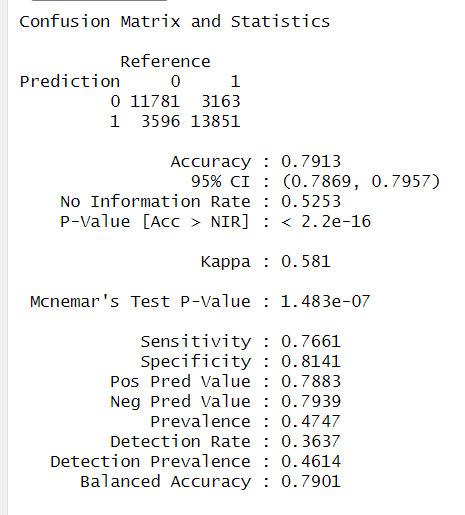 Confusion Matrix and Statistics
Reference
Prediction 0 1
0 11781 3163
1 3596 13851
Accuracy : 0.7913
95% CI : (0.7869, 0.7957)
No Information Rate : 0.5253
P-Value [Acc > NIR] : < 2.2e-16
Kappa : 0.581
Mcnemar's Test P-Value : 1.483e-07
Sensitivity : 0.7661
Specificity : 0.8141
Pos Pred Value : 0.7883
Neg Pred Value : 0.7939
Prevalence : 0.4747
Detection Rate : 0.3637
Detection Prevalence : 0.4614
Balanced Accuracy : 0.7901